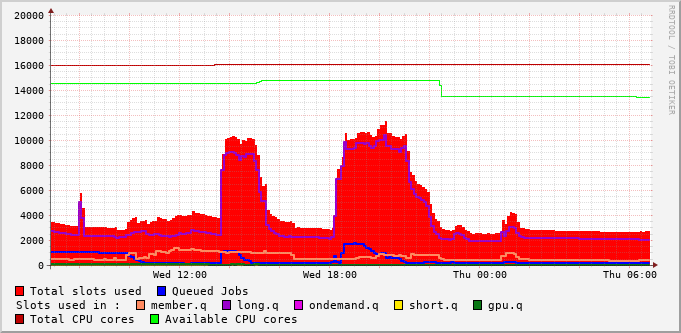 RRDTOOL / TOBI OETIKER
20000
18000
16000
14000
12000
10000
8000
6000
4000
2000
0
Wed 12:00 Wed 18:00 Thu 00:00 Thu 06:00
Total slots used Queued Jobs
Slots used in : member.q long.q ondemand.q short.q gpu.q
Total CPU cores Available CPU cores